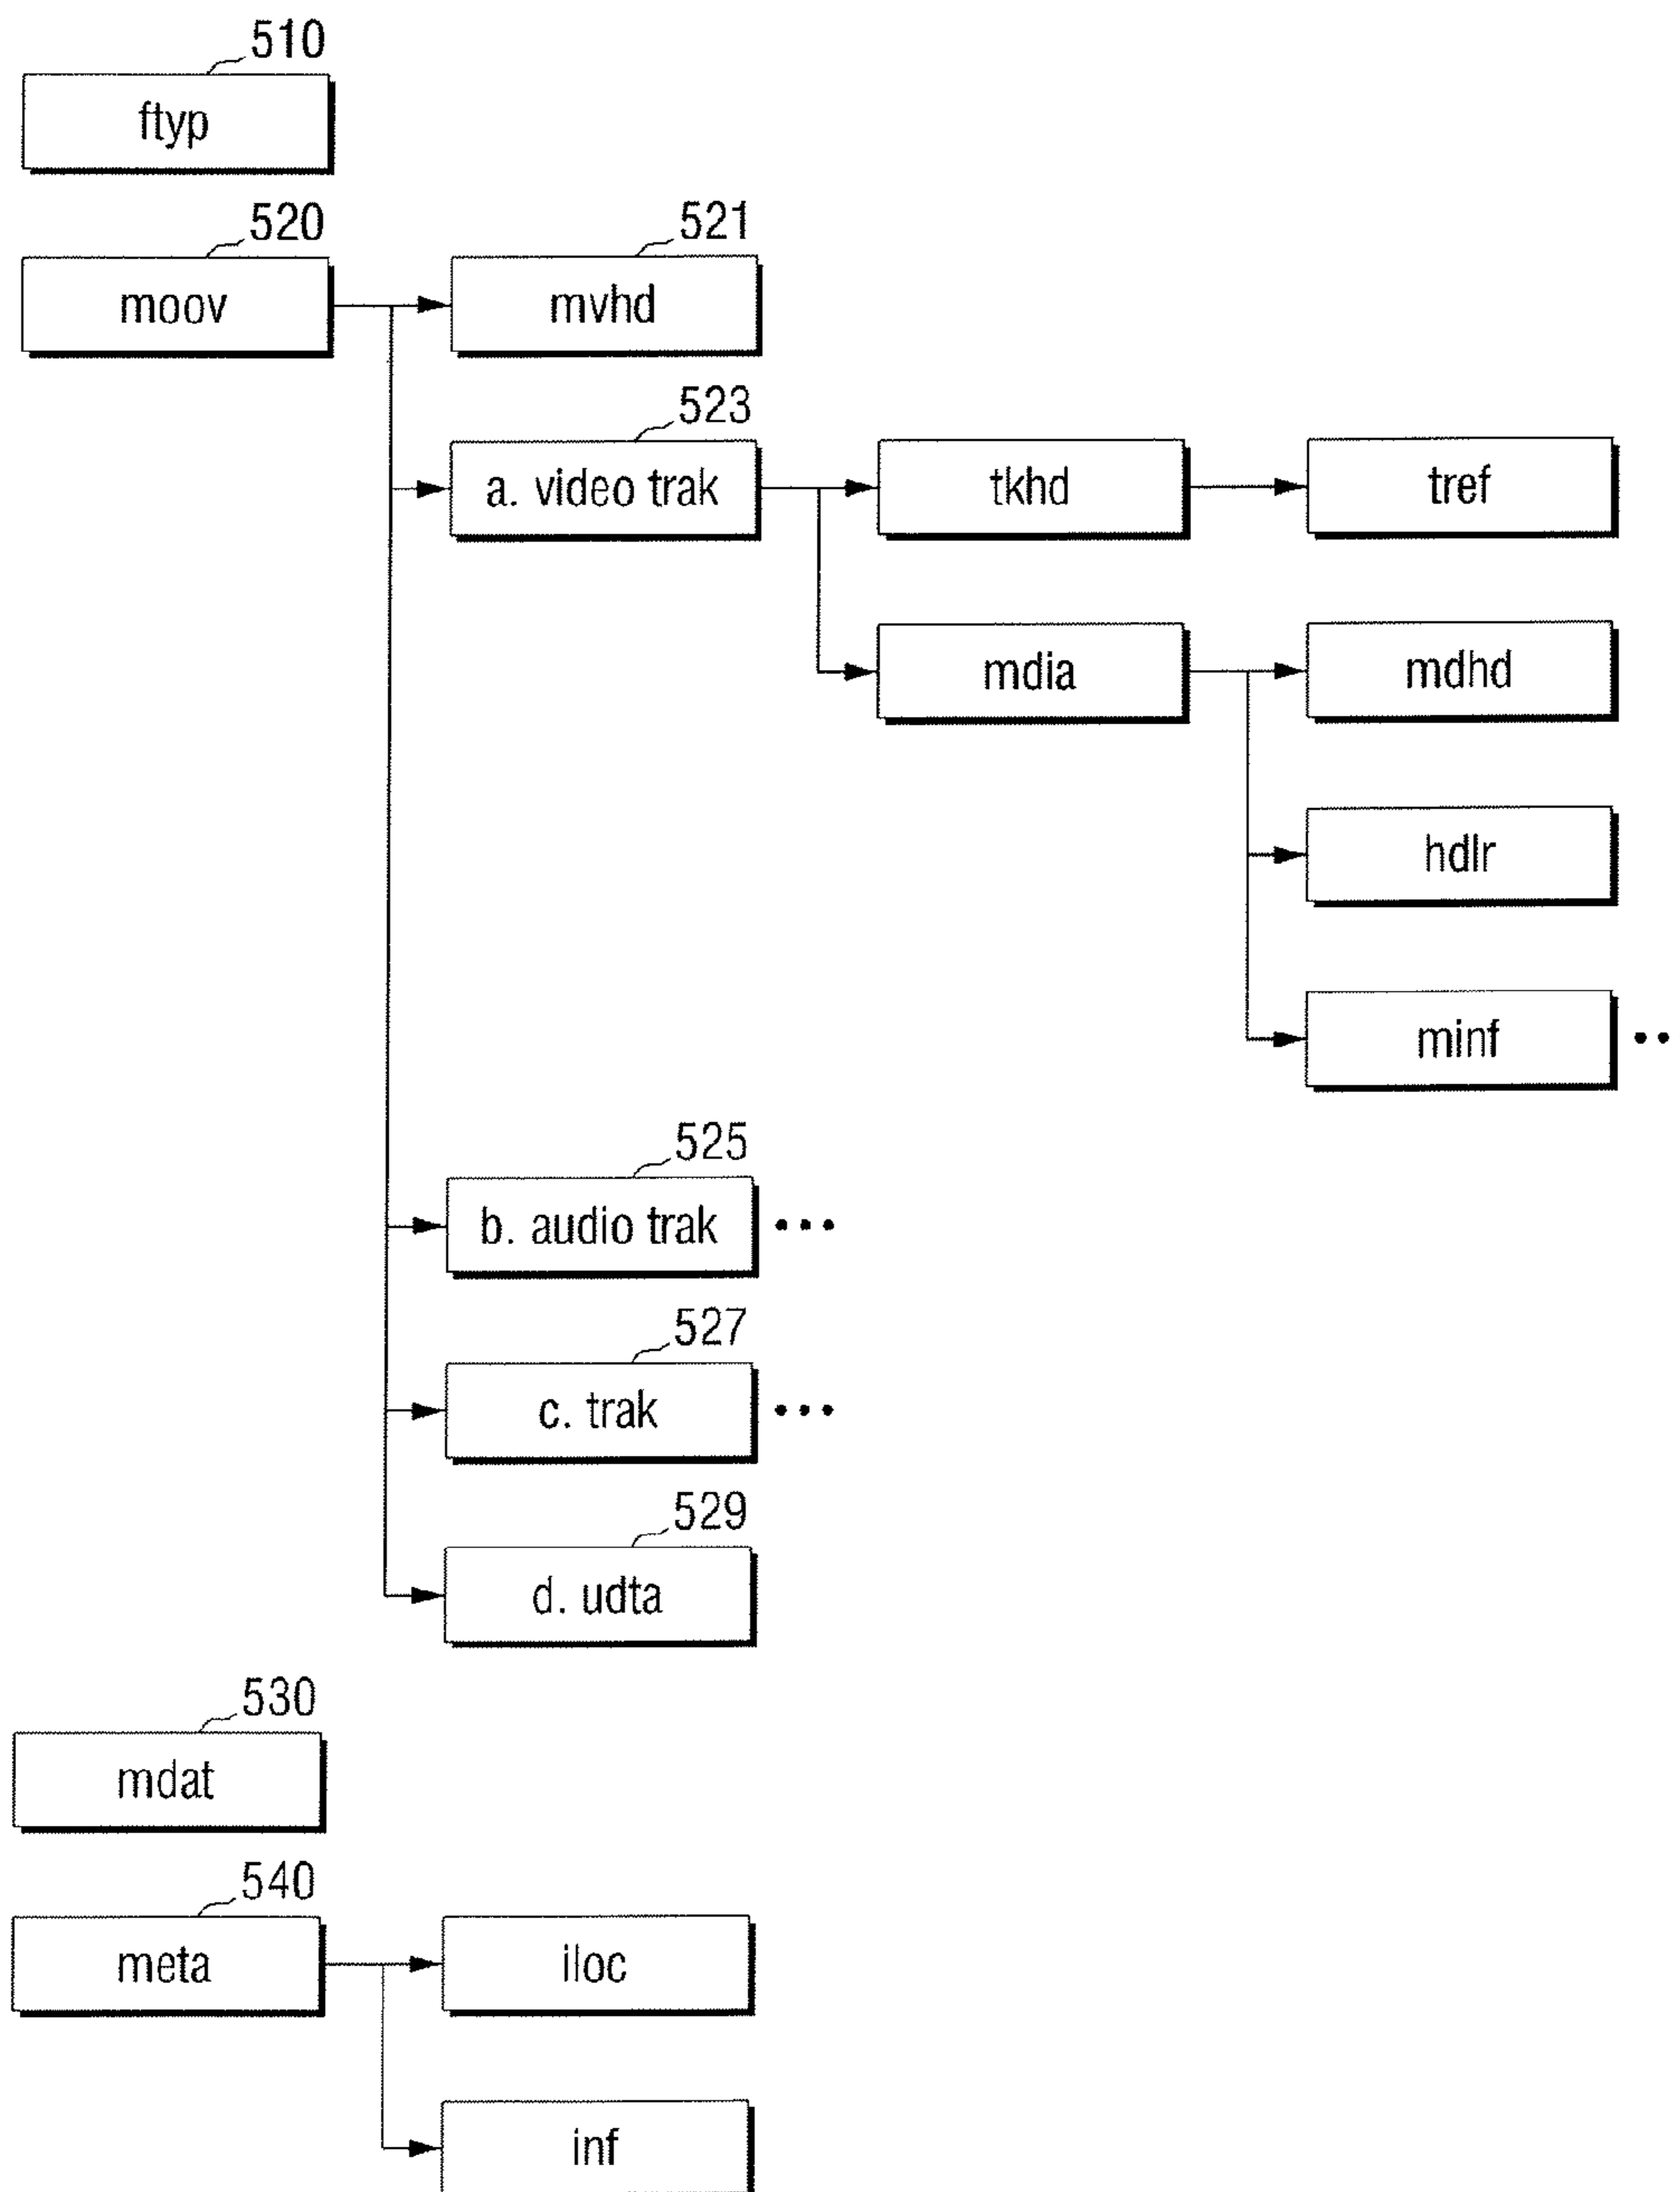 510
ftyp
520
521
moov
mvhd
523
a. video trak
tkhd
tref
mdia
mdhd
hdlr
minf
525
b. audio trak
527
c. trak
529
d. udta
530
mdat
540
meta
iloc
inf